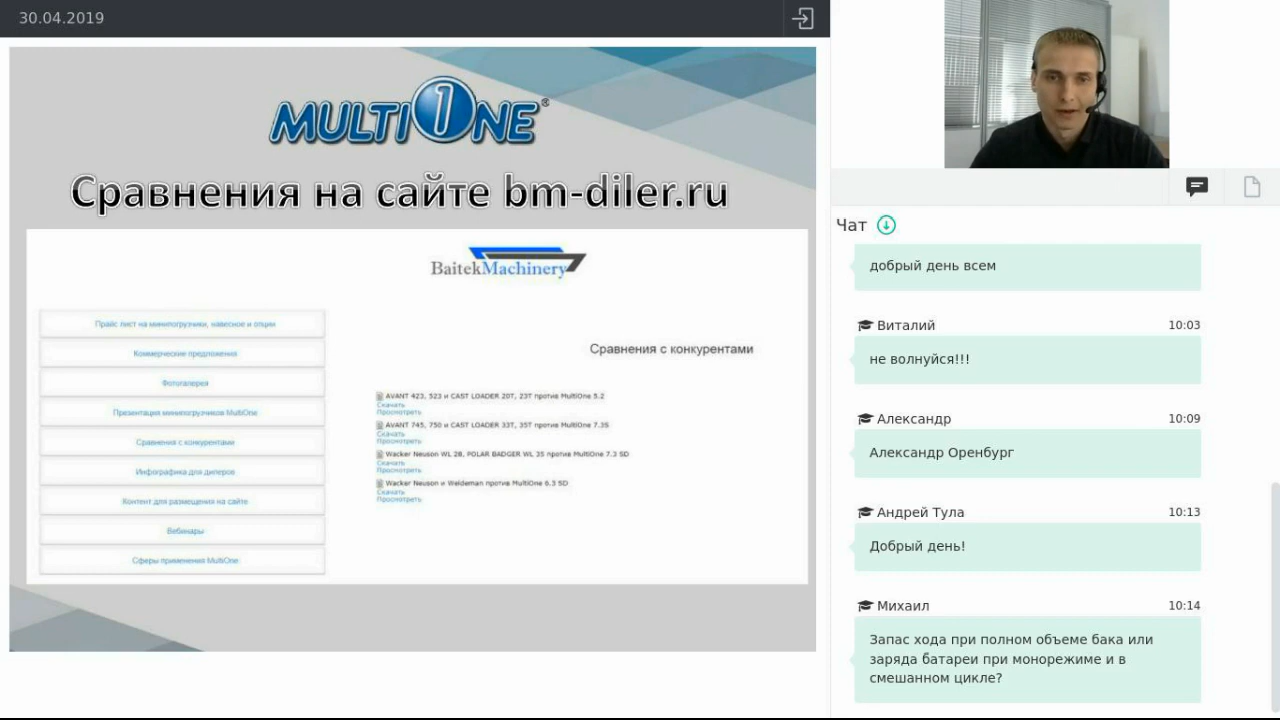 30.04.2019
MULTI1NE®
Сравнения на сайте bm-diler.ru
BaitekMachinery
Прайс лист на минипогрузчики, навесное и опции
Коммерческие предложения
Фотогалерея
Презентация минипогрузчиков MultiOne
Сравнения с конкурентами
Инфографика для дилеров
Контент для размещения на сайте
Вебинары
Сферы применения MultiOne
Сравнения с конкурентами
AVANT 423, 523 и CAST LOADER 20T, 23T против MultiOne 5.2
Скачать
Просмотреть
AVANT 745, 750 и CAST LOADER 33T, 35T против MultiOne 7.3S
Скачать
Просмотреть
Wacker Neuson WL 28, POLAR BADGER WL 35 против MultiOne 7.3 SD
Скачать
Просмотреть
Wacker Neuson и Weideman против MultiOne 6.3 SD
Скачать
Просмотреть
Чат
добрый день всем
Виталий 10:03
не волнуйся!!!
Александр 10:09
Александр Оренбург
Андрей Тула 10:13
Добрый день!
Михаил 10:14
Запас хода при полном объеме бака или
заряда батареи при монорежиме и в
смешанном цикле?